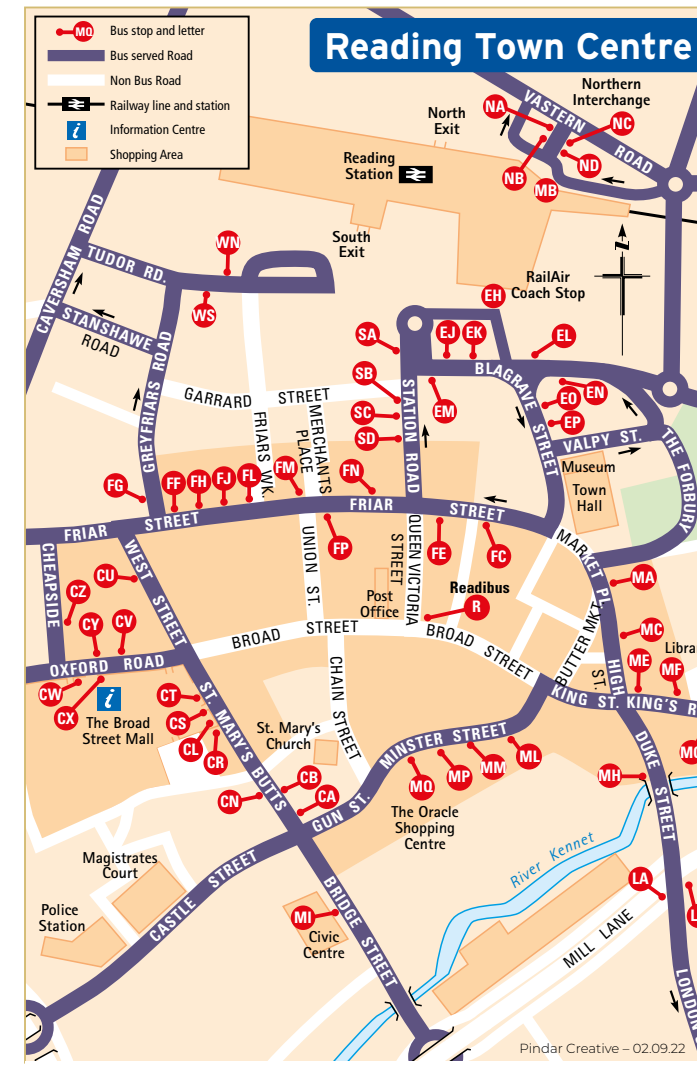 MQ Bus stop and letter
Bus served Road
Non Bus Road
Railway line and station
i Information Centre
Shopping Area
Reading Town Centre
Northern
Interchange
NA
NC
VASTERN ROAD
North
Exit
NB
ND
MB
Reading
Station
CAVERSHAM ROAD
WN
South
Exit
TUDOR RD.
WS
RailAir
Coach Stop
EH
STANSHAWE
ROAD
SA
EJ
EK
EL
GREYFRIARS ROAD
SB
BLAGRAVE STREET
GARRARD STREET
EM
EO
EN
SC
EP
STATION ROAD
SD
FRIARS WK.
MERCHANTS
PLACE
VALPY ST.
THE FORBURY
Museum
Town
Hall
FG
FF
FH
FJ
FL
FM
FN
FRIAR STREET
FRIAR STREET
FP
FE
FC
CHEAPSIDE
WEST STREET
UNION ST.
QUEEN VICTORIA
STREET
MARKET PL.
CU
CZ
Post
Office
Readibus
R
MA
CY
CV
BROAD STREET
BROAD STREET
BUTTER MKT.
MC
OXFORD ROAD
HIGH
ST.
ME
MF
CW
CX
i
The Broad
Street Mall
CT
CS
CL
CR
ST. MARY'S BUTTS
St. Mary's
Church
CHAIN STREET
KING ST.
KING'S R
MINSTER STREET
ML
MM
MP
MQ
DUKE STREET
MH
CN
CB
CA
GUN ST.
The Oracle
Shopping
Centre
River Kennet
Magistrates
Court
CASTLE STREET
LA
Police
Station
MI
Civic
Centre
BRIDGE STREET
MILL LANE
LONDON
Pindar Creative – 02.09.22